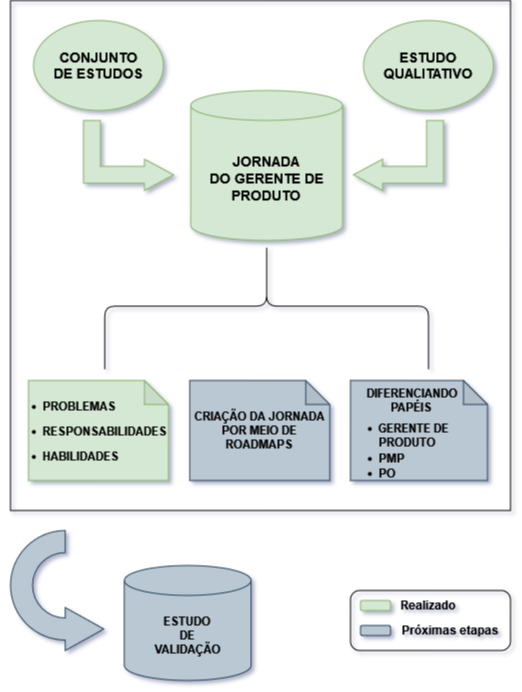 CONJUNTO
DE ESTUDOS
ESTUDO
QUALITATIVO
JORNADA
DO GERENTE DE
PRODUTO
• PROBLEMAS
• RESPONSABILIDADES
• HABILIDADES
CRIAÇÃO DA JORNADA
POR MEIO DE
ROADMAPS
DIFERENCIANDO
PAPÉIS
• GERENTE DE
PRODUTO
• PMP
• PO
ESTUDO
DE
VALIDAÇÃO
Realizado
Próximas etapas